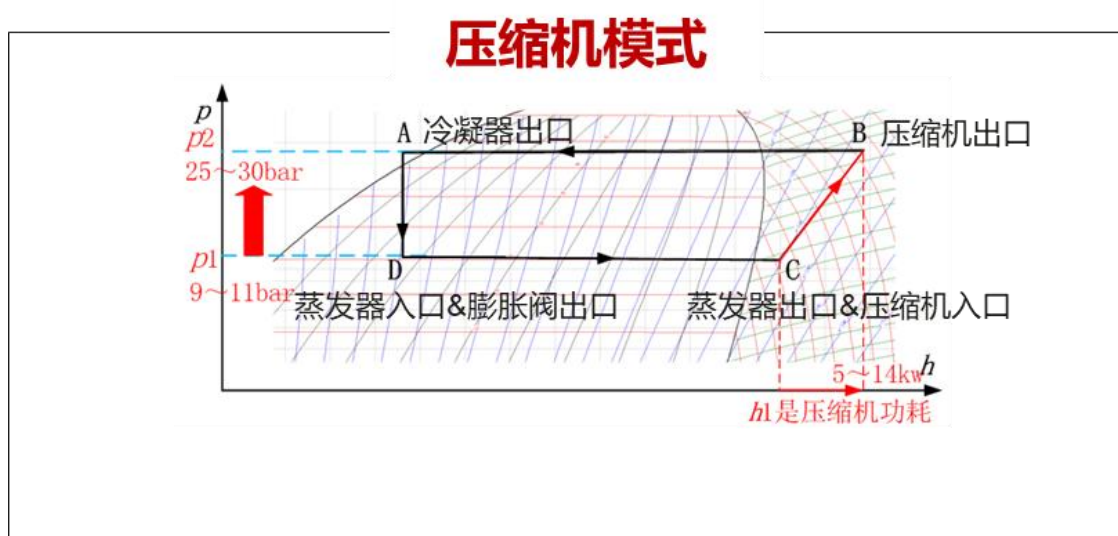 压缩机模式
p
p2
25～30bar
p1
9～11bar
A 冷凝器出口
B 压缩机出口
D
C
蒸发器入口&膨胀阀出口
蒸发器出口&压缩机入口
5～14kw
h
h1是压缩机功耗